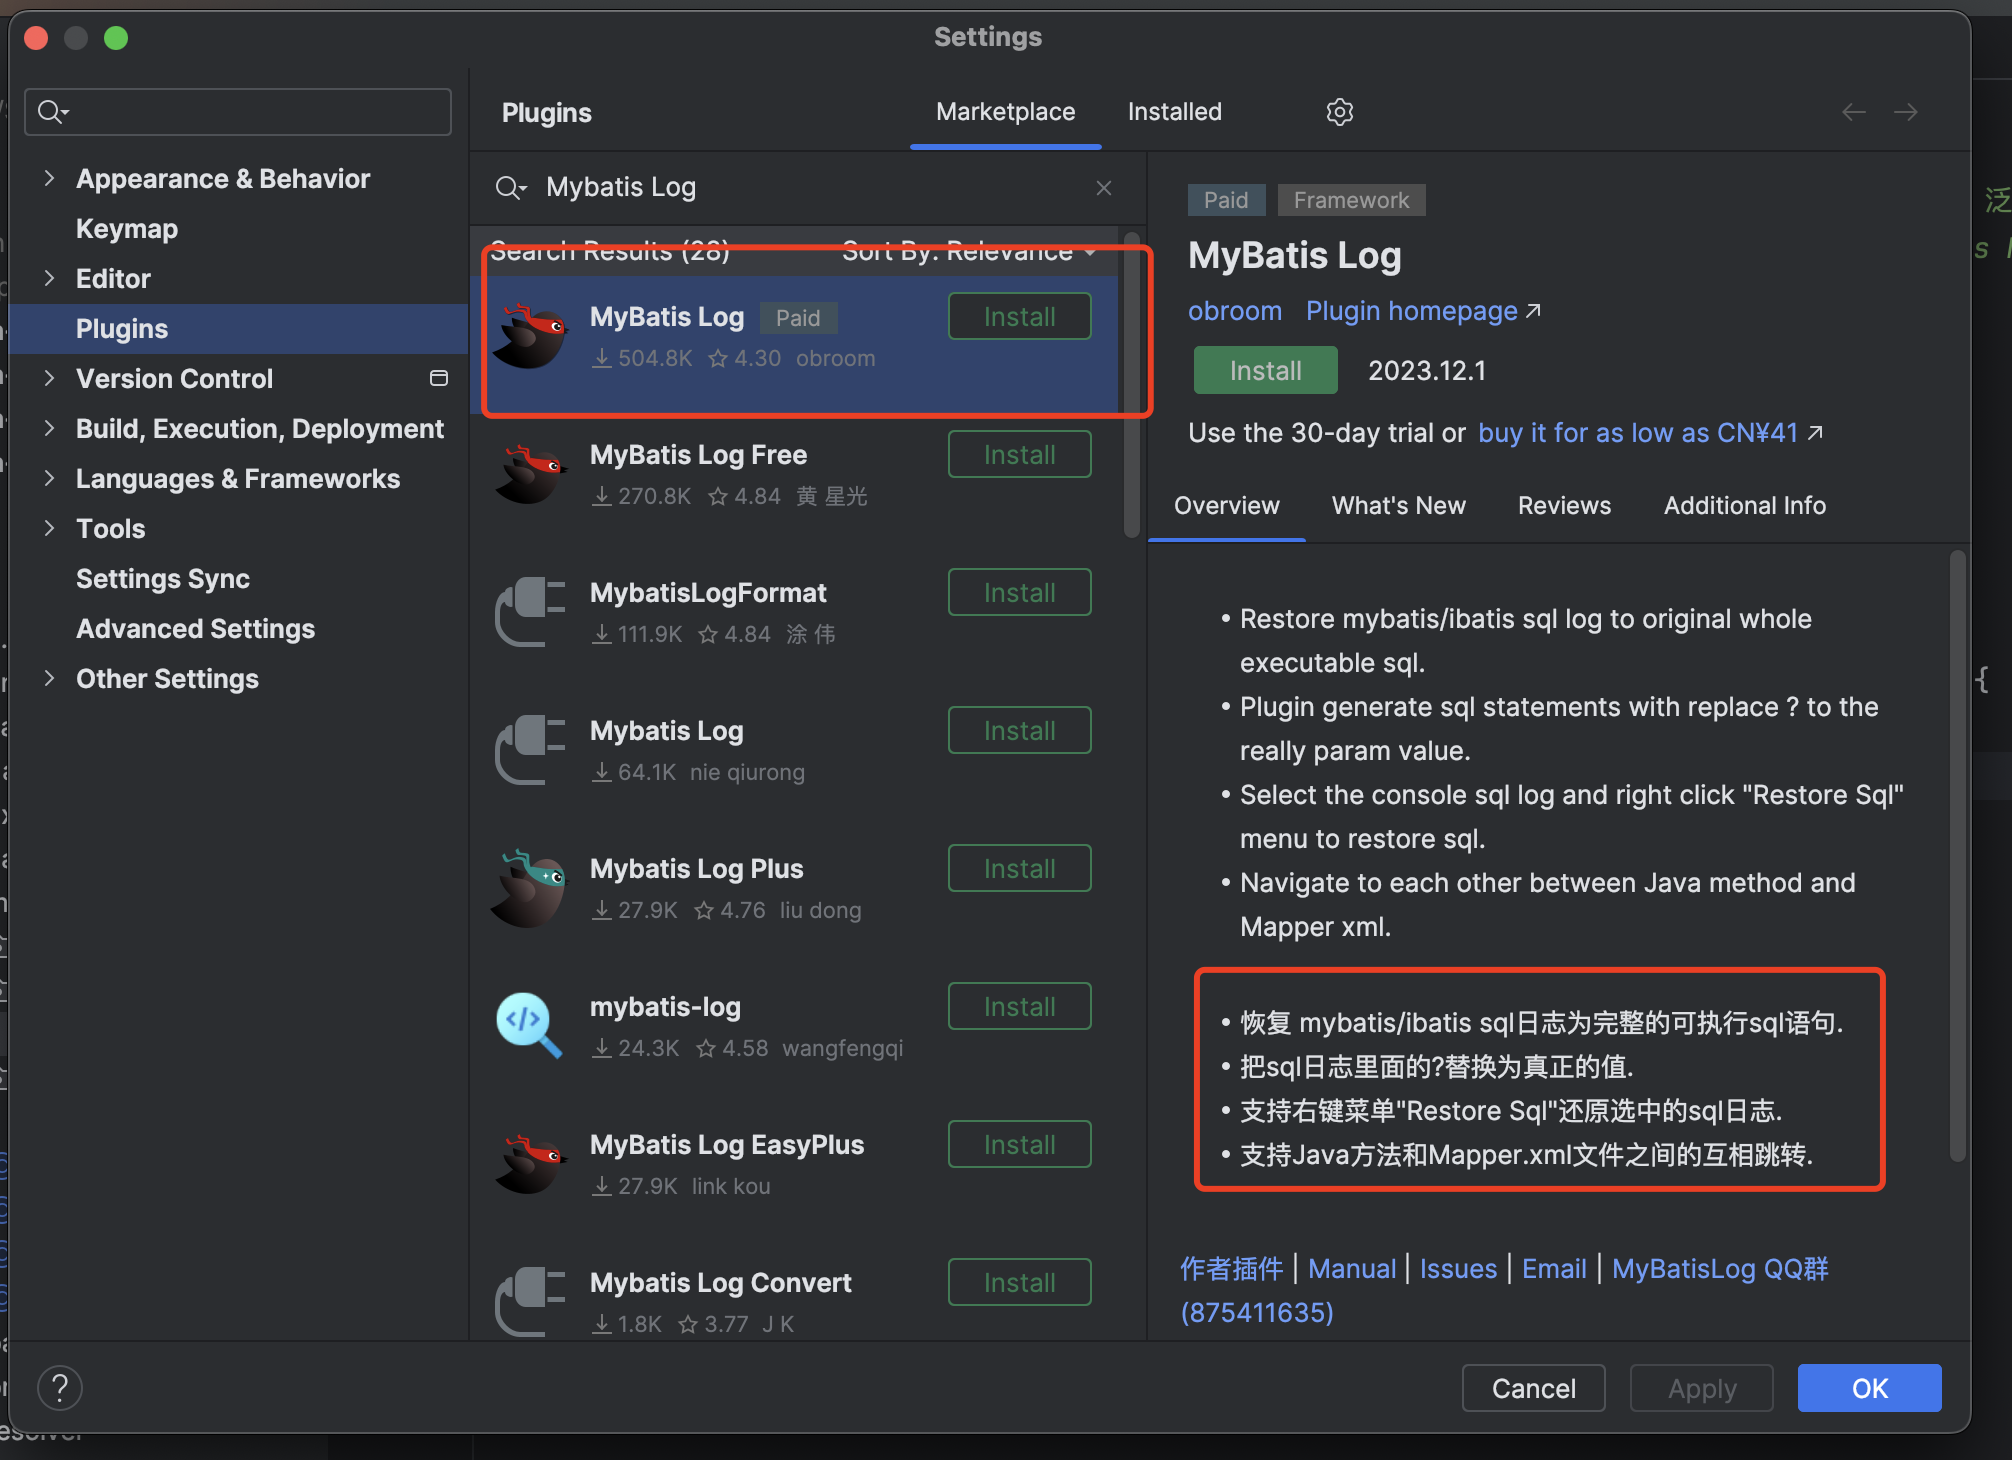 Settings
Plugins
Marketplace
Installed
Appearance & Behavior
Keymap
Editor
Plugins
Version Control
Build, Execution, Deployment
Languages & Frameworks
Tools
Settings Sync
Advanced Settings
Other Settings
Mybatis Log
Search Results (28)
Sort By: Relevance
MyBatis Log
Paid
Install
504.8K
4.30
obroom
MyBatis Log Free
Install
270.8K
4.84
黄 星光
MybatisLogFormat
Install
111.9K
4.84
涂 伟
Mybatis Log
Install
64.1K
nie qiurong
Mybatis Log Plus
Install
27.9K
4.76
liu dong
mybatis-log
Install
24.3K
4.58
wangfengqi
MyBatis Log EasyPlus
Install
27.9K
link kou
Mybatis Log Convert
Install
1.8K
3.77
J K
Paid
Framework
MyBatis Log
obroom
Plugin homepage
Install
2023.12.1
Use the 30-day trial or buy it for as low as CN¥41
Overview
What's New
Reviews
Additional Info
• Restore mybatis/ibatis sql log to original whole
executable sql.
• Plugin generate sql statements with replace ? to the
really param value.
• Select the console sql log and right click "Restore Sql"
menu to restore sql.
• Navigate to each other between Java method and
Mapper xml.
• 恢复 mybatis/ibatis sql日志为完整的可执行sql语句.
• 把sql日志里面的?替换为真正的值.
• 支持右键菜单"Restore Sql"还原选中的sql日志.
• 支持Java方法和Mapper.xml文件之间的互相跳转.
作者插件 | Manual | Issues | Email | MyBatisLog QQ群
(875411635)
?
Cancel
Apply
OK
泛
s
{